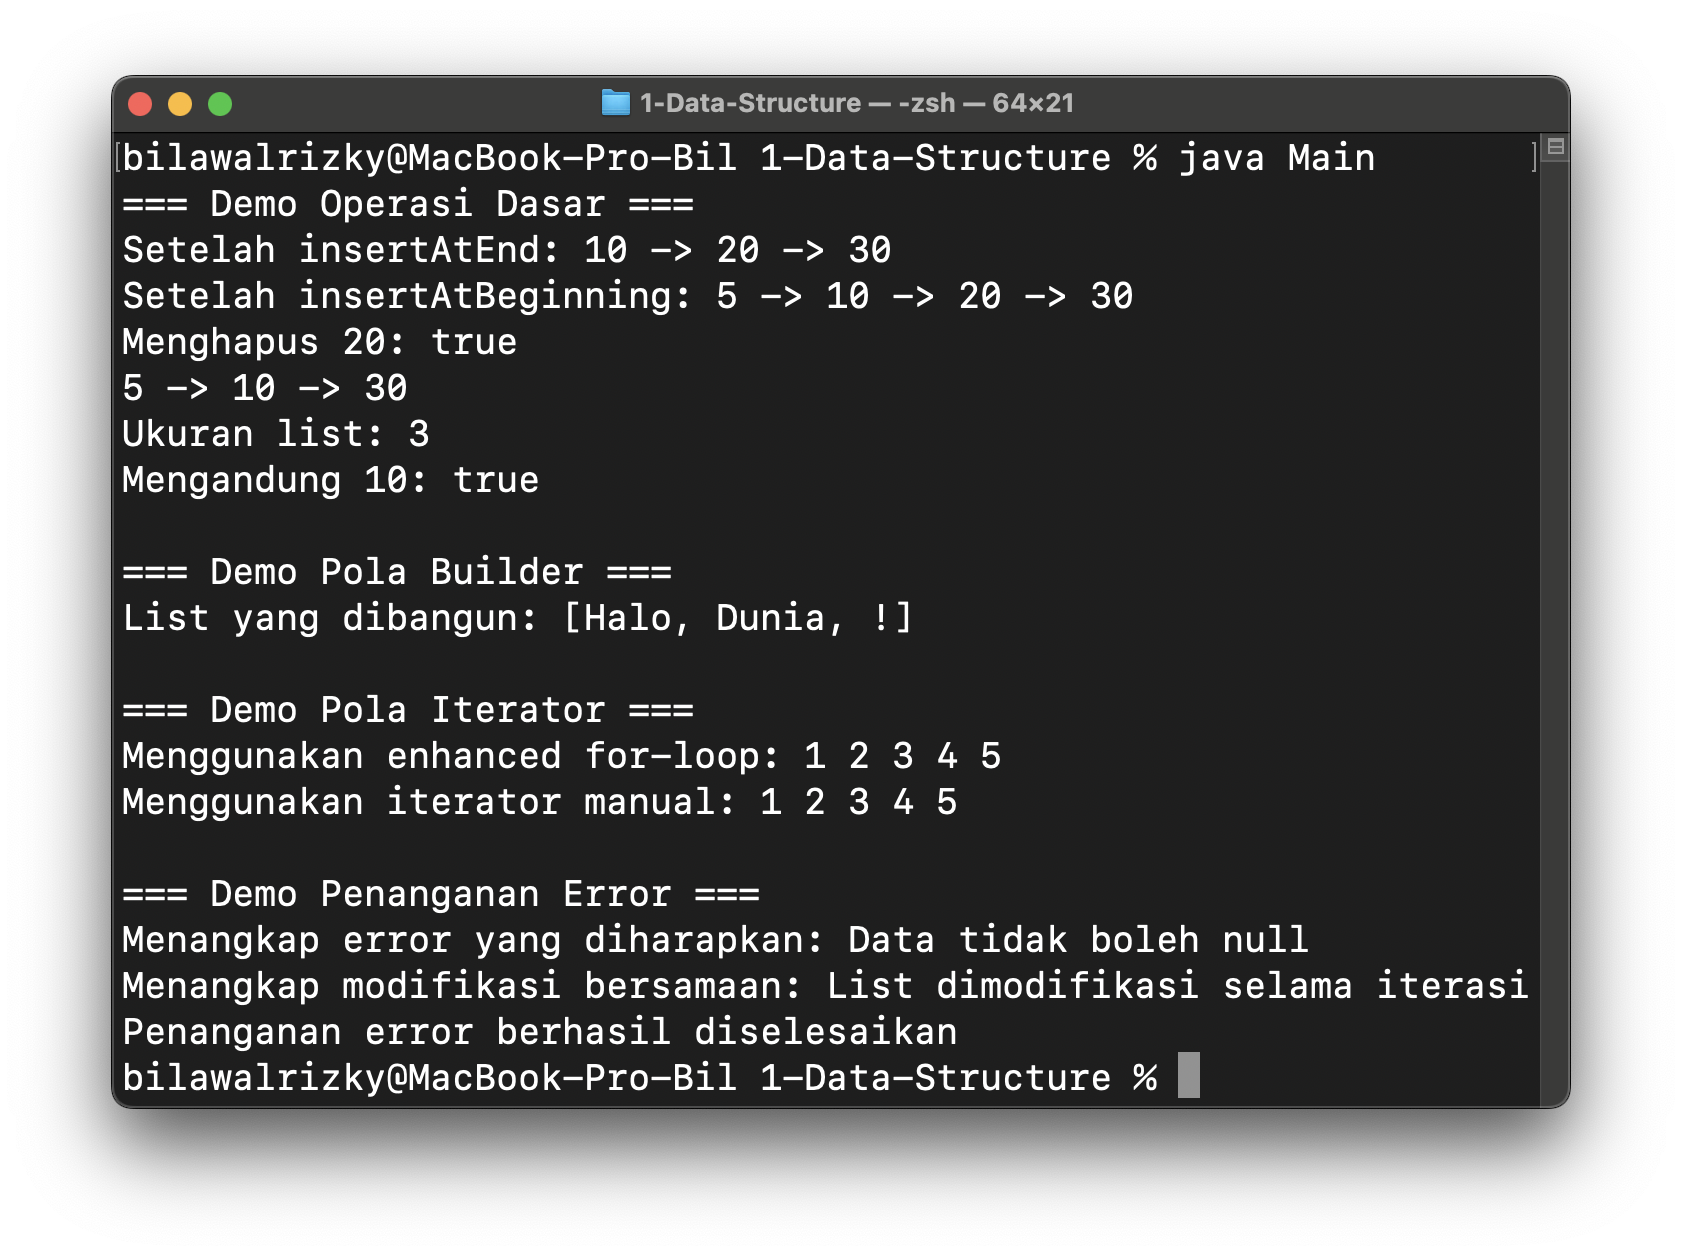 1-Data-Structure — -zsh — 64×21
bilawalrizky@MacBook-Pro-Bil 1-Data-Structure % java Main
=== Demo Operasi Dasar ===
Setelah insertAtEnd: 10 -> 20 -> 30
Setelah insertAtBeginning: 5 -> 10 -> 20 -> 30
Menghapus 20: true
5 -> 10 -> 30
Ukuran list: 3
Mengandung 10: true
=== Demo Pola Builder ===
List yang dibangun: [Halo, Dunia, !]
=== Demo Pola Iterator ===
Menggunakan enhanced for-loop: 1 2 3 4 5
Menggunakan iterator manual: 1 2 3 4 5
=== Demo Penanganan Error ===
Menangkap error yang diharapkan: Data tidak boleh null
Menangkap modifikasi bersamaan: List dimodifikasi selama iterasi
Penanganan error berhasil diselesaikan
bilawalrizky@MacBook-Pro-Bil 1-Data-Structure %